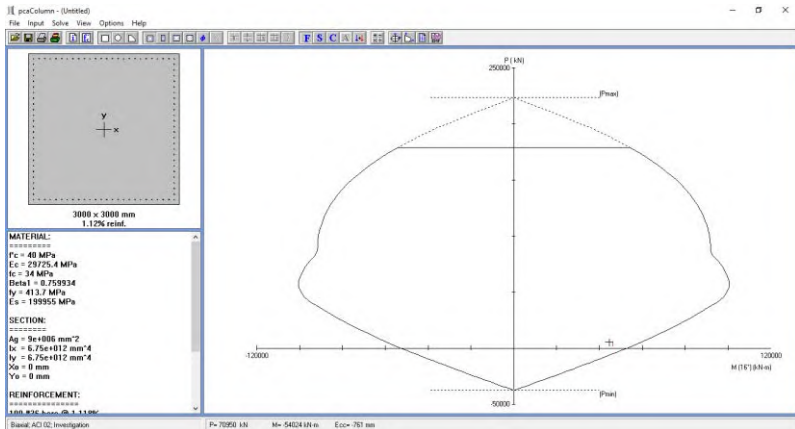 pcaColumn - (Untitled)
File Input Solve View Options Help
F S C
y
x
3000 x 3000 mm
1.12% reinf.
MATERIAL:
=========
f'c = 40 MPa
Ec = 29725.4 MPa
fc = 34 MPa
Beta1 = 0.759934
fy = 413.7 MPa
Es = 199955 MPa
SECTION:
========
Ag = 9e+006 mm^2
Ix = 6.75e+012 mm^4
Iy = 6.75e+012 mm^4
Xo = 0 mm
Yo = 0 mm
REINFORCEMENT:
P ( kN)
250000
(Pmax)
-120000
120000
M (16°) (kN-m)
(Pmin)
-50000
Biaxial; ACI 02; Investigation
P= 70950 kN M= -54024 kN-m Ecc= -761 mm